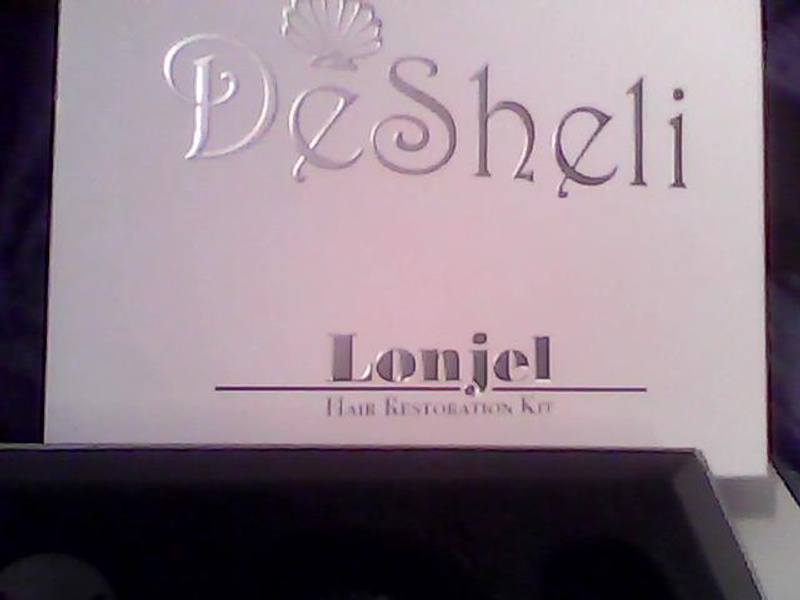 DeSheli
Lonjel
Hair Restoration Kit